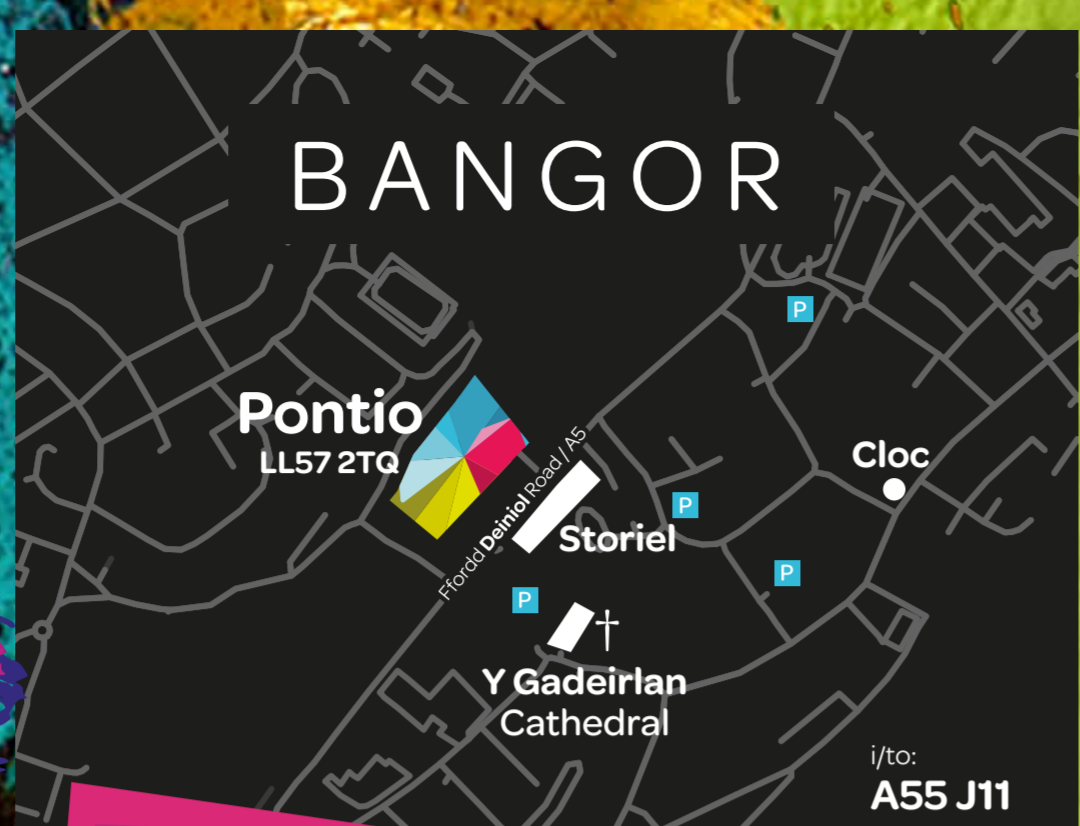 BANGOR
P
Pontio
LL57 2TQ
Ffordd Deiniol Road / A5
Cloc
P
Storiel
P
P
Y Gadeirlan
Cathedral
i/to:
A55 J11